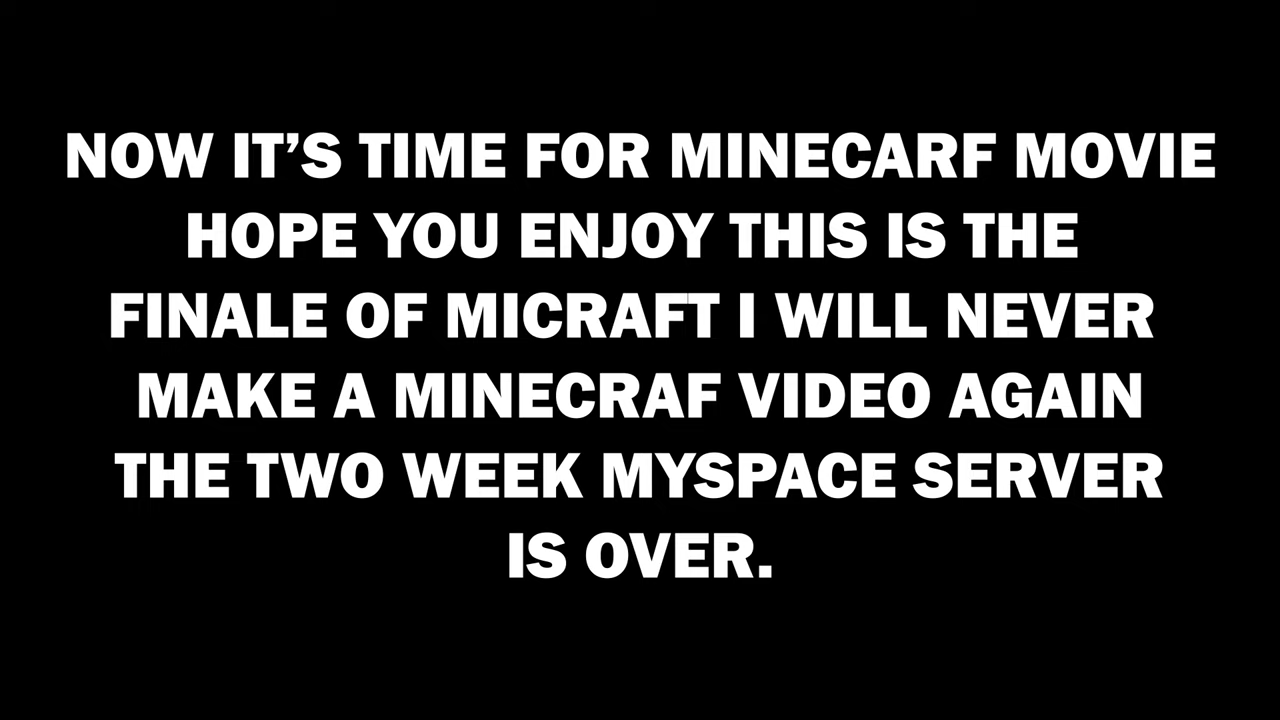 NOW IT’S TIME FOR MINECARF MOVIE
HOPE YOU ENJOY THIS IS THE
FINALE OF MICRAFT I WILL NEVER
MAKE A MINECRAF VIDEO AGAIN
THE TWO WEEK MYSPACE SERVER
IS OVER.